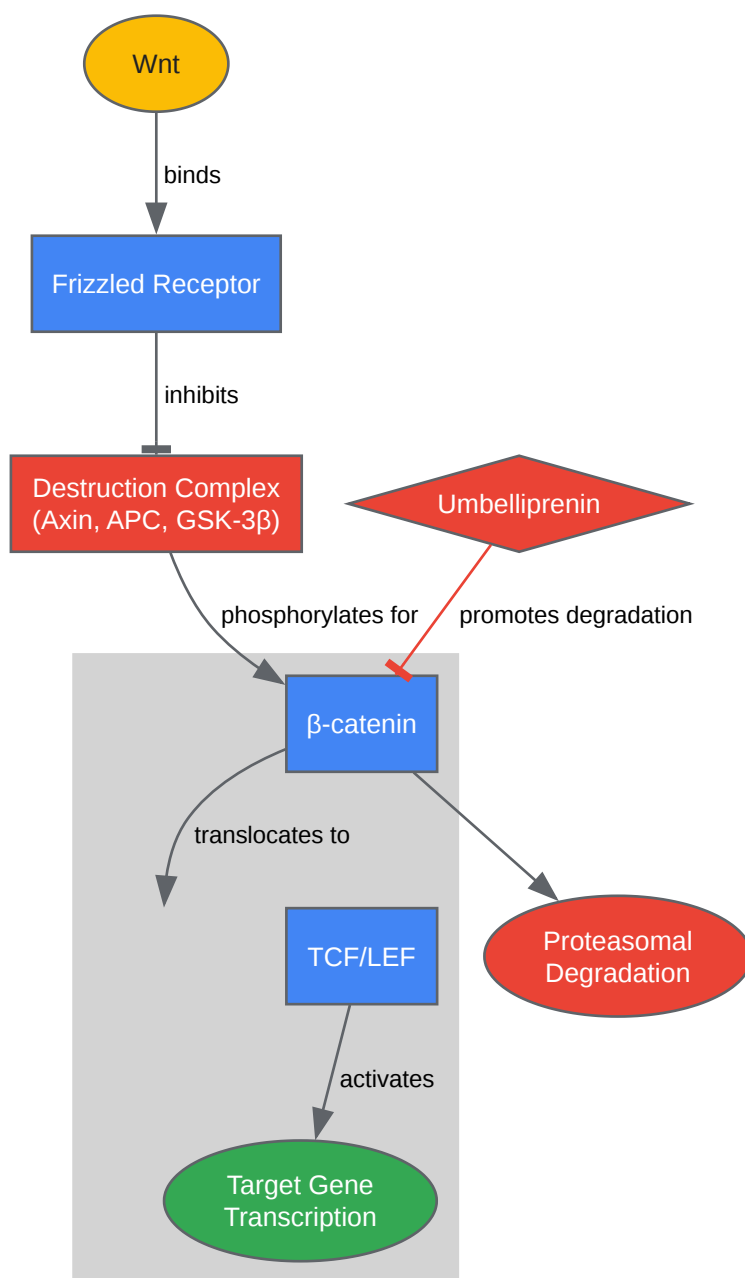 Wnt
binds
Frizzled Receptor
inhibits
Destruction Complex
(Axin, APC, GSK-3β)
Umbelliprenin
phosphorylates for
promotes degradation
β-catenin
translocates to
TCF/LEF
Proteasomal
Degradation
activates
Target Gene
Transcription